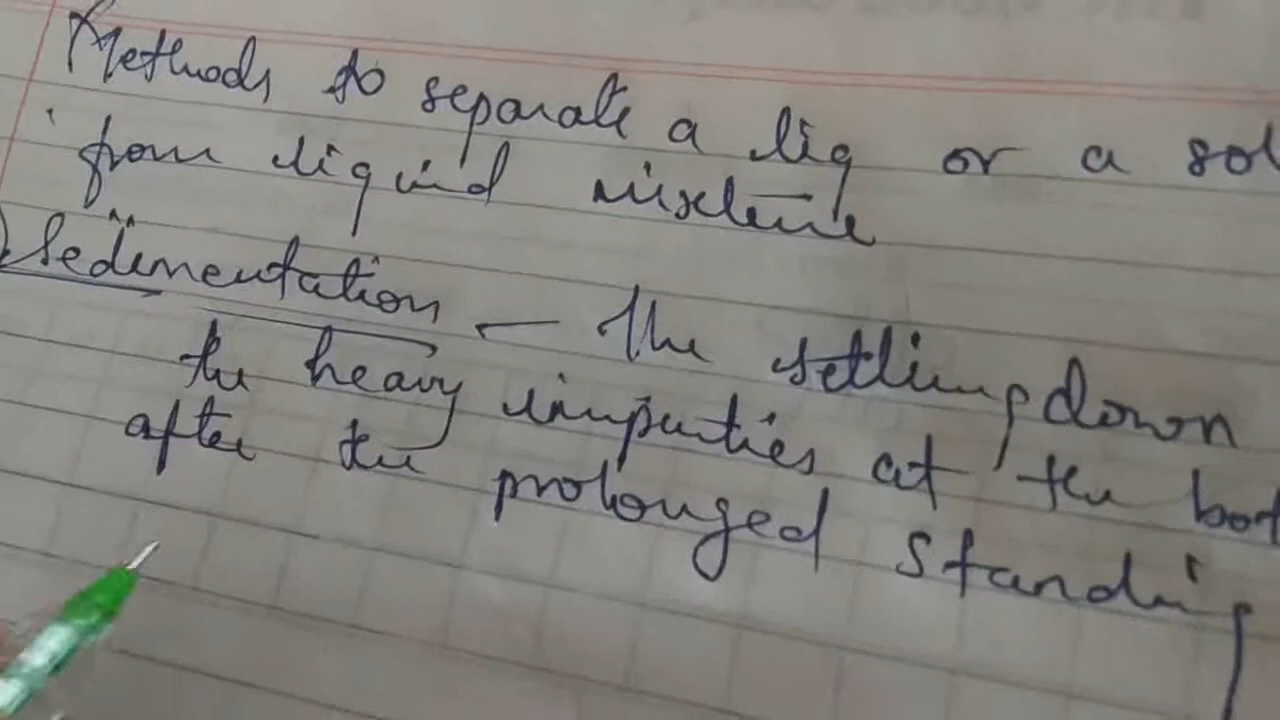 Methods to separate a liq or a sol
from liquid mixture
Sedimentation – The settling down
the heavy impurities at the bot
after the prolonged standing